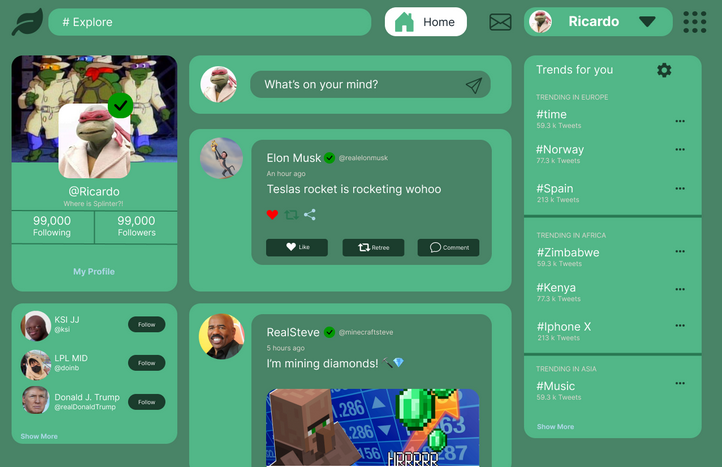 # Explore
Home
Ricardo
@Ricardo
Where is Splinter?!
99,000
Following
99,000
Followers
My Profile
KSI JJ
@ksi
Follow
LPL MID
@doinb
Follow
Donald J. Trump
@realDonaldTrump
Follow
Show More
What's on your mind?
Elon Musk
@realelonmusk
An hour ago
Teslas rocket is rocketing wohoo
Like
Retree
Comment
RealSteve
@minecraftsteve
5 hours ago
I'm mining diamonds!
1.286
HRRRRR
Trends for you
TRENDING IN EUROPE
#time
59.3 k Tweets
#Norway
77.3 k Tweets
#Spain
213 k Tweets
TRENDING IN AFRICA
#Zimbabwe
59.3 k Tweets
#Kenya
77.3 k Tweets
#Iphone X
213 k Tweets
TRENDING IN ASIA
#Music
59.3 k Tweets
Show More